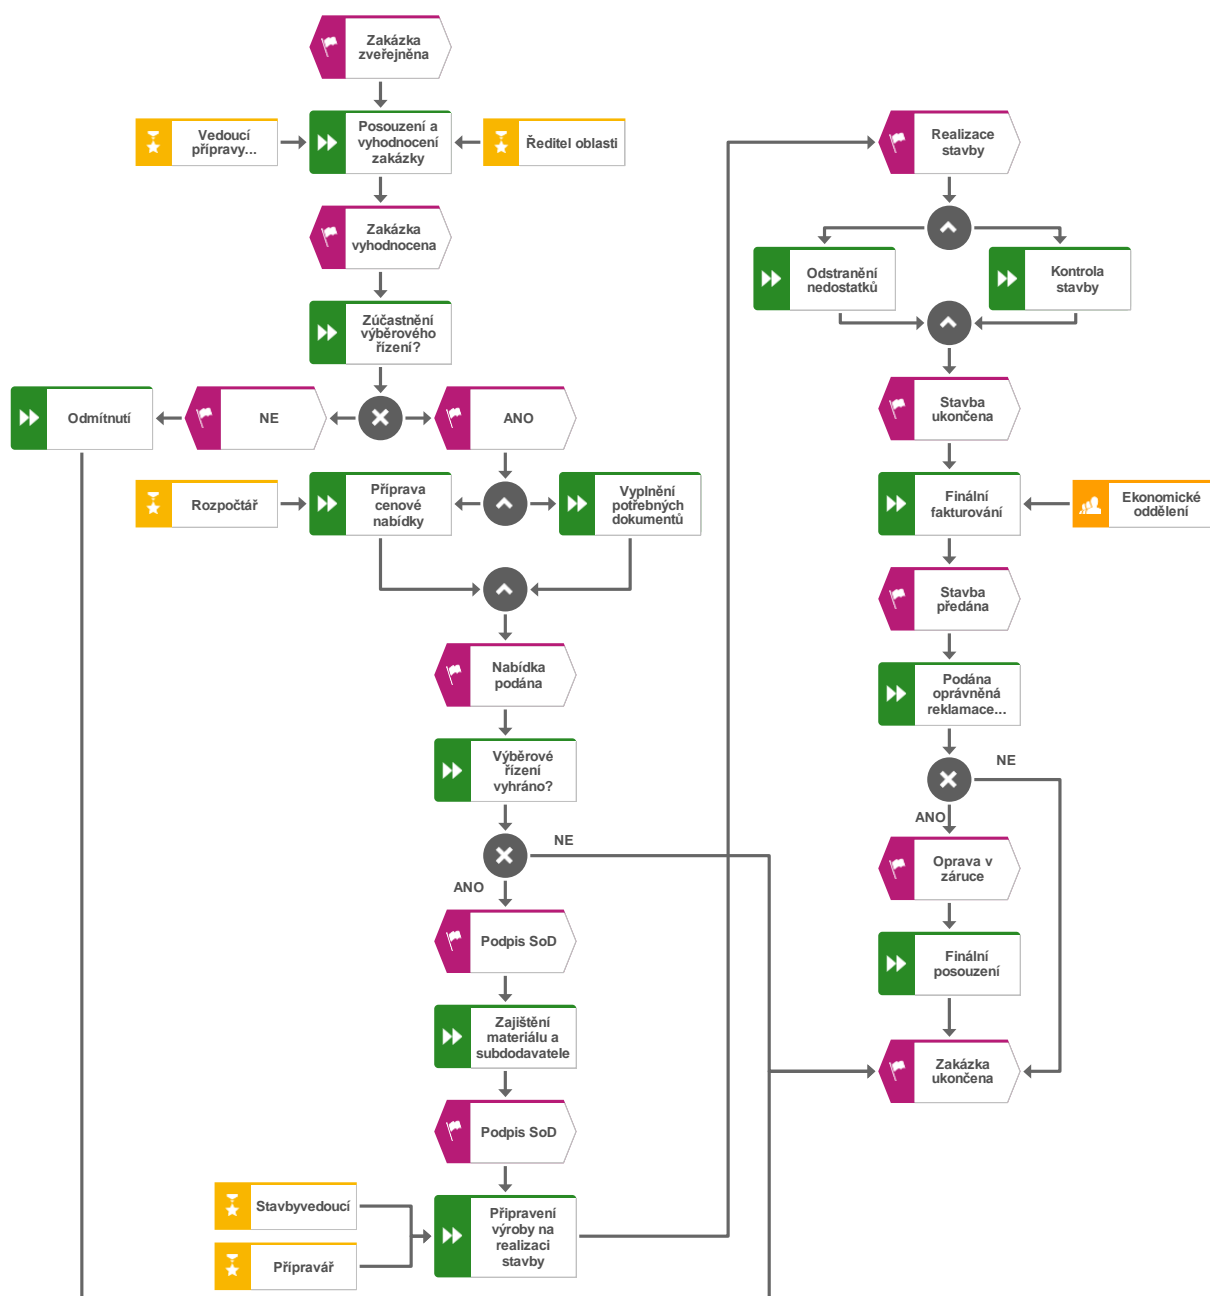 Zakázka
zveřejněna
Vedoucí
přípravy...
Posouzení a
vyhodnocení
zakázky
Ředitel oblasti
Zakázka
vyhodnocena
Zúčastnění
výběrového
řízení?
Odmítnutí
NE
ANO
Rozpočtář
Příprava
cenové
nabídky
Vyplnění
potřebných
dokumentů
Nabídka
podána
Výběrové
řízení
vyhráno?
NE
ANO
Podpis SoD
Zajištění
materiálu a
subdodavatele
Podpis SoD
Stavbyvedoucí
Přípravář
Připravení
výroby na
realizaci
stavby
Realizace
stavby
Odstranění
nedostatků
Kontrola
stavby
Stavba
ukončena
Finální
fakturování
Ekonomické
oddělení
Stavba
předána
Podána
oprávněná
reklamace...
NE
ANO
Oprava v
záruce
Finální
posouzení
Zakázka
ukončena